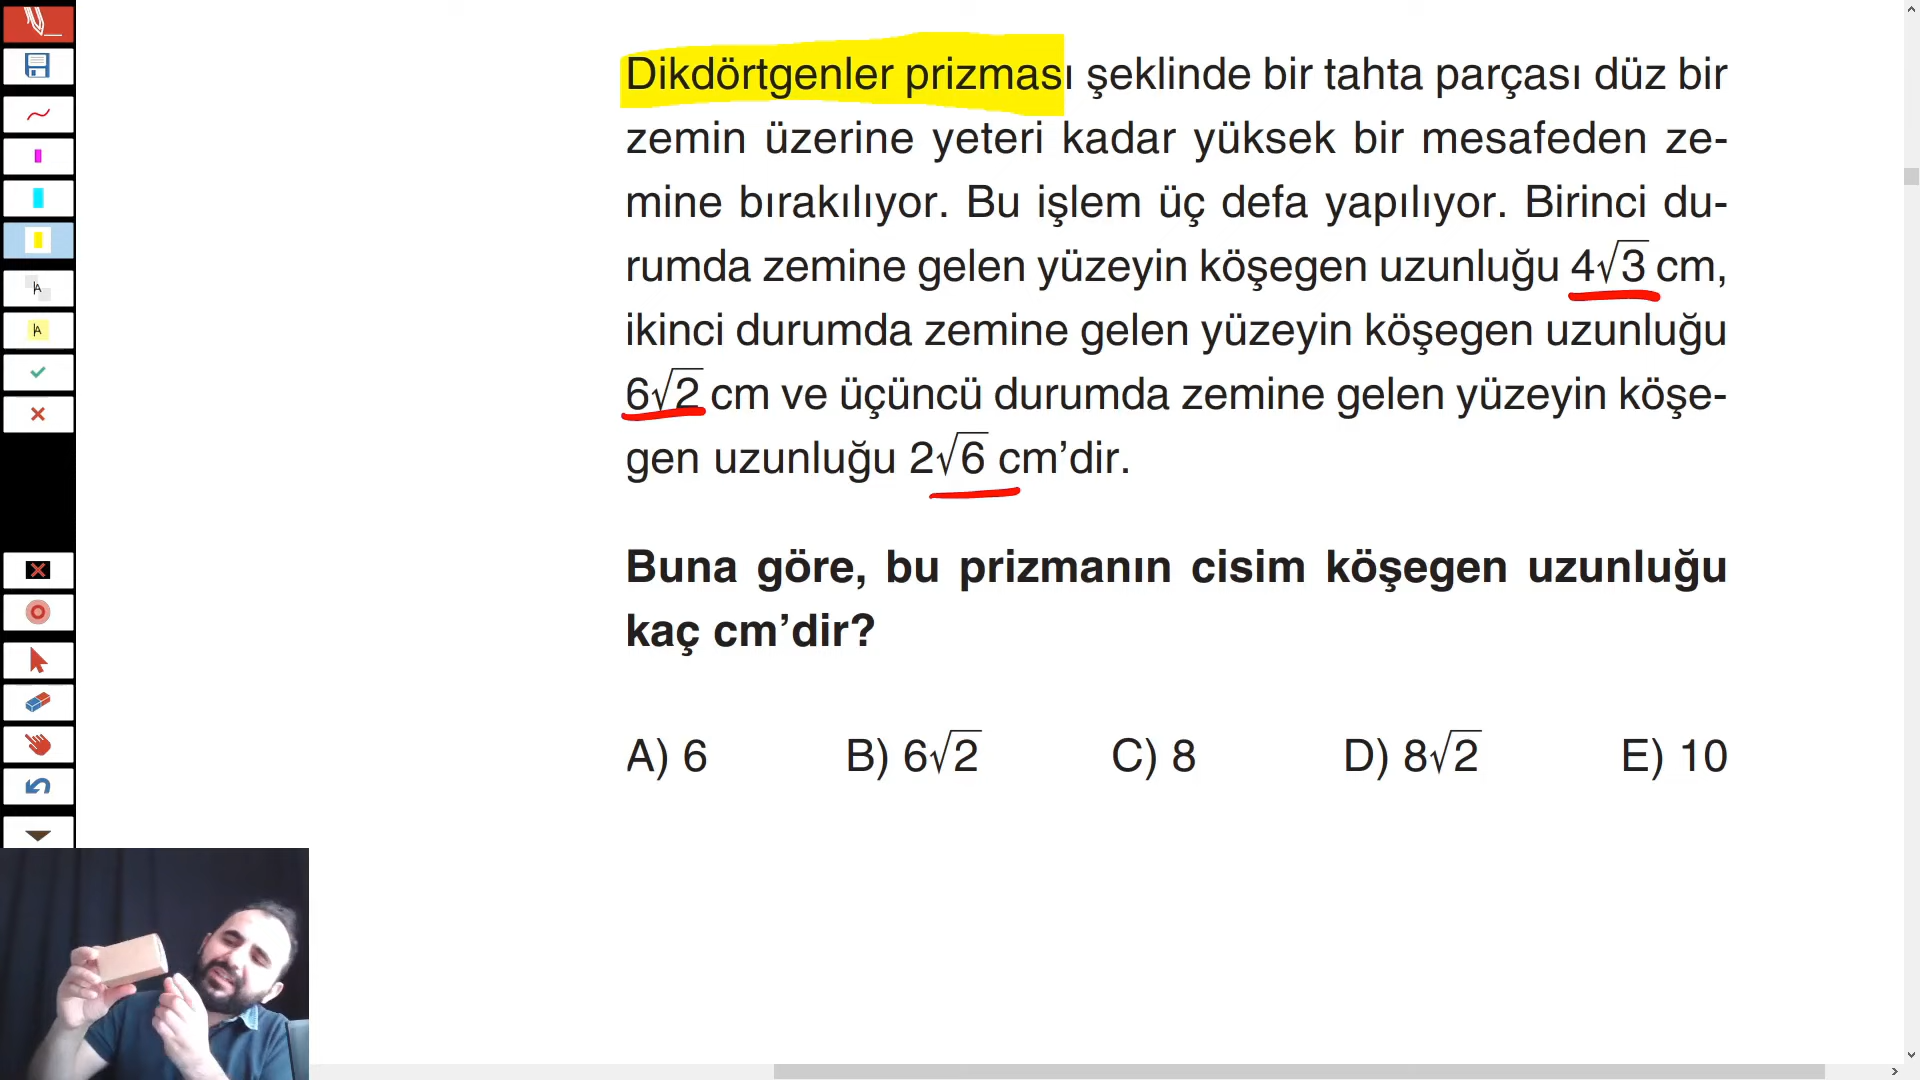 Dikdörtgenler prizması şeklinde bir tahta parçası düz bir
zemin üzerine yeteri kadar yüksek bir mesafeden ze-
mine bırakılıyor. Bu işlem üç defa yapılıyor. Birinci du-
rumda zemine gelen yüzeyin köşegen uzunluğu 4√3 cm,
ikinci durumda zemine gelen yüzeyin köşegen uzunluğu
6√2 cm ve üçüncü durumda zemine gelen yüzeyin köşe-
gen uzunluğu 2√6 cm’dir.
Buna göre, bu prizmanın cisim köşegen uzunluğu
kaç cm’dir?
A) 6 B) 6√2 C) 8 D) 8√2 E) 10